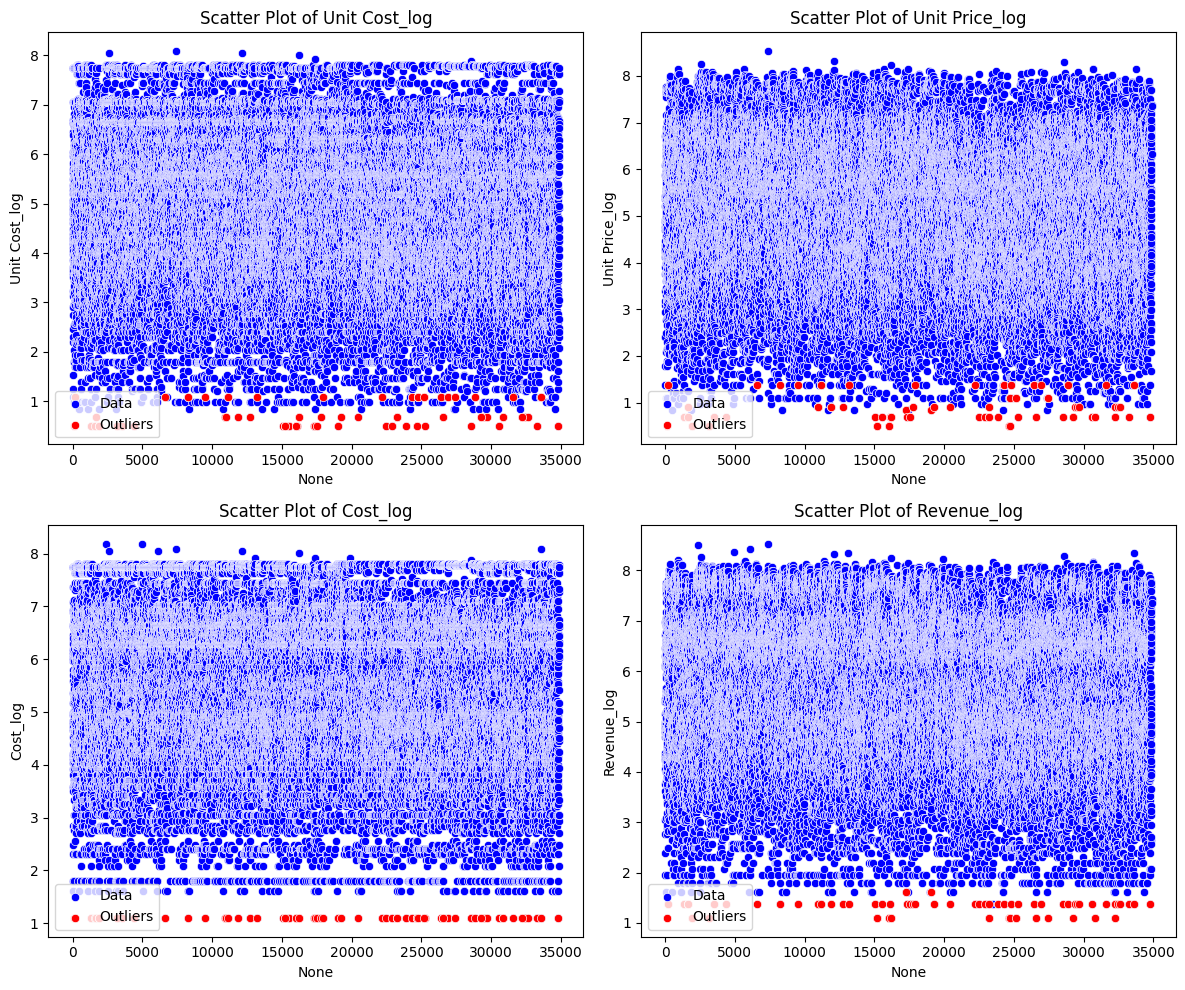 Scatter Plot of Unit Cost_log
Unit Cost_log
8
7
6
5
4
3
2
1
Data
Outliers
0 5000 10000 15000 20000 25000 30000 35000
None
Scatter Plot of Unit Price_log
Unit Price_log
8
7
6
5
4
3
2
1
Data
Outliers
0 5000 10000 15000 20000 25000 30000 35000
None
Scatter Plot of Cost_log
Cost_log
8
7
6
5
4
3
2
1
Data
Outliers
0 5000 10000 15000 20000 25000 30000 35000
None
Scatter Plot of Revenue_log
Revenue_log
8
7
6
5
4
3
2
1
Data
Outliers
0 5000 10000 15000 20000 25000 30000 35000
None